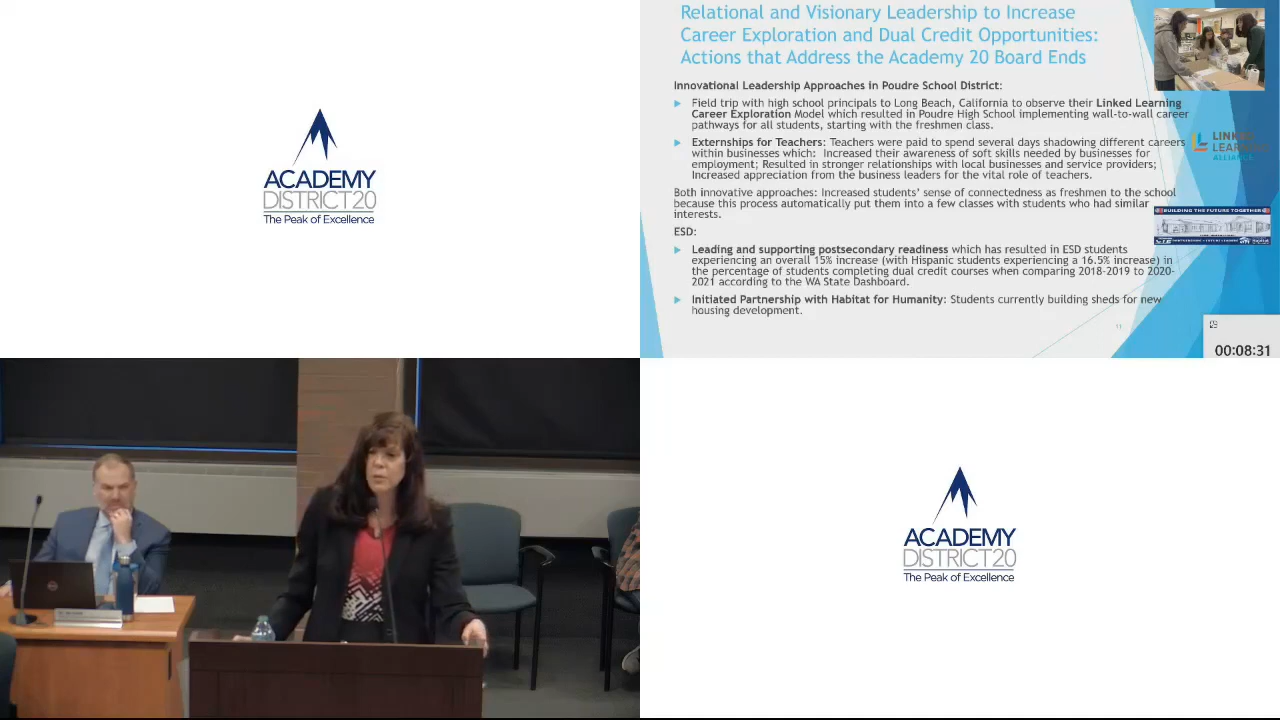 ACADEMY
DISTRICT 20
The Peak of Excellence
Relational and Visionary Leadership to Increase
Career Exploration and Dual Credit Opportunities:
Actions that Address the Academy 20 Board Ends
Innovational Leadership Approaches in Poudre School District:
Field trip with high school principals to Long Beach, California to observe their Linked Learning
Career Exploration Model which resulted in Poudre High School implementing wall-to-wall career
pathways for all students, starting with the freshmen class.
Externships for Teachers: Teachers were paid to spend several days shadowing different careers
within businesses which: Increased their awareness of soft skills needed by businesses for
employment; Resulted in stronger relationships with local businesses and service providers;
Increased appreciation from the business leaders for the vital role of teachers.
Both innovative approaches: Increased students' sense of connectedness as freshmen to the school
because this process automatically put them into a few classes with students who had similar
interests.
ESD:
Leading and supporting postsecondary readiness which has resulted in ESD students
experiencing an overall 15% increase (with Hispanic students experiencing a 16.5% increase) in
the percentage of students completing dual credit courses when comparing 2018-2019 to 2020-
2021 according to the WA State Dashboard.
Initiated Partnership with Habitat for Humanity: Students currently building sheds for new
housing development.
LINKED
LEARNING
ALLIANCE
BUILDING THE FUTURE TOGETHER
00:08:31
ACADEMY
DISTRICT 20
The Peak of Excellence